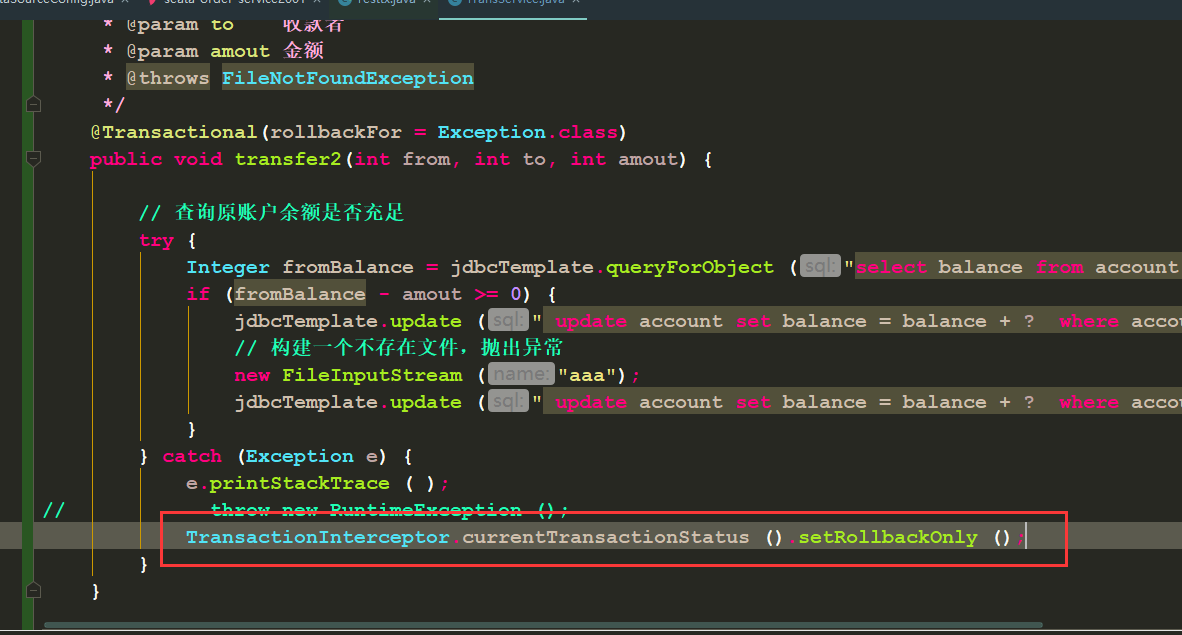 taSourceConfig.java × seata-order-service2001 × TestTx.java × TransService.java ×
* @param to 收款者
* @param amout 金额
* @throws FileNotFoundException
*/
@Transactional(rollbackFor = Exception.class)
public void transfer2(int from, int to, int amout) {
// 查询原账户余额是否充足
try {
Integer fromBalance = jdbcTemplate.queryForObject (sql: "select balance from account
if (fromBalance - amout >= 0) {
jdbcTemplate.update (sql: " update account set balance = balance + ? where accou
// 构建一个不存在文件，抛出异常
new FileInputStream (name: "aaa");
jdbcTemplate.update (sql: " update account set balance = balance + ? where accou
}
} catch (Exception e) {
e.printStackTrace ( );
// throw new RuntimeException ();
TransactionInterceptor.currentTransactionStatus ().setRollbackOnly ();
}
}